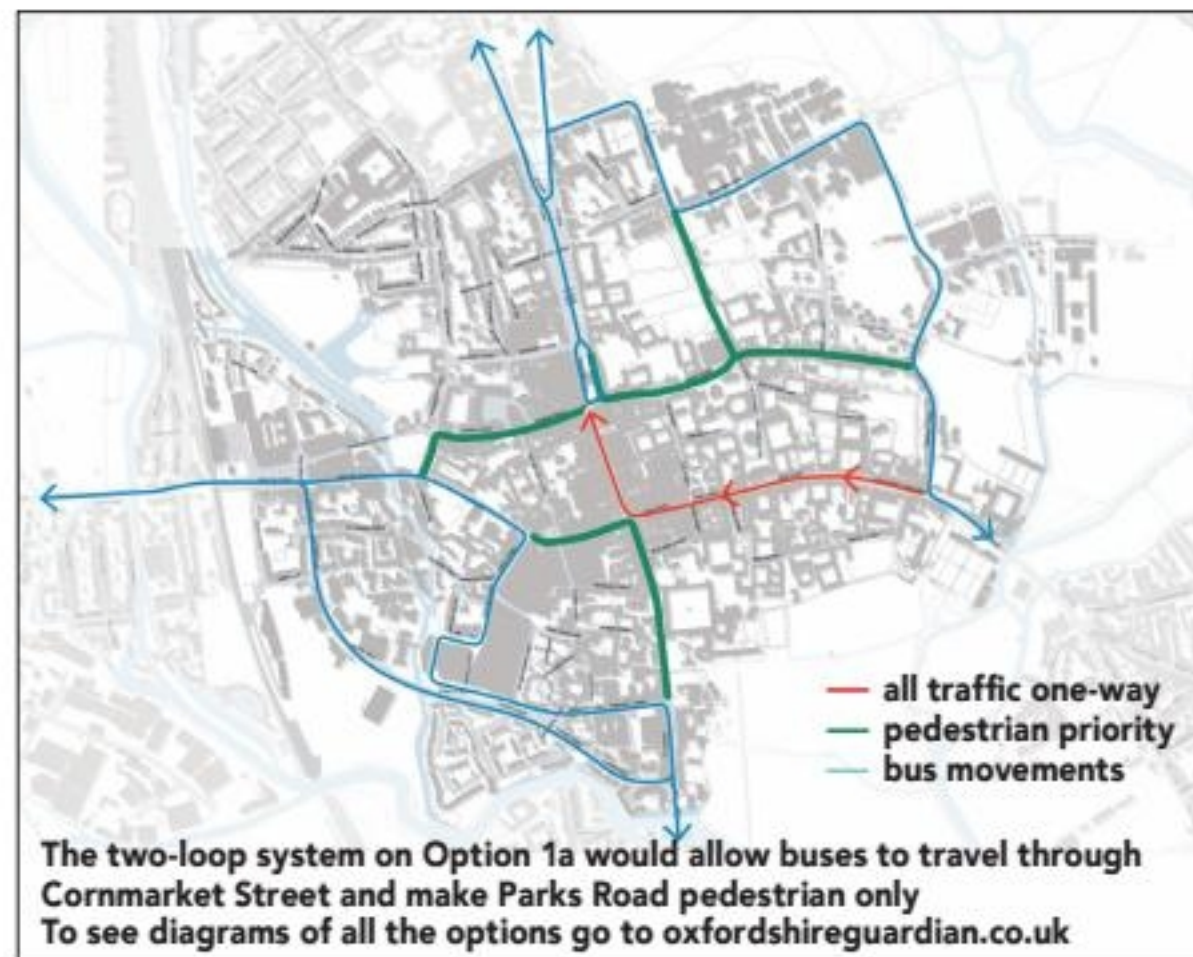 all traffic one-way
pedestrian priority
bus movements
The two-loop system on Option 1a would allow buses to travel through
Cornmarket Street and make Parks Road pedestrian only
To see diagrams of all the options go to oxfordshireguardian.co.uk